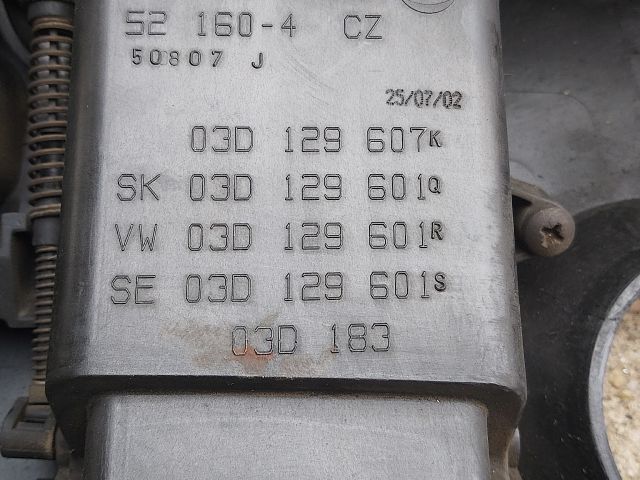 52 160-4 CZ
50807 J
25/07/02
03D 129 607K
SK 03D 129 601Q
VW 03D 129 601R
SE 03D 129 601S
03D 183